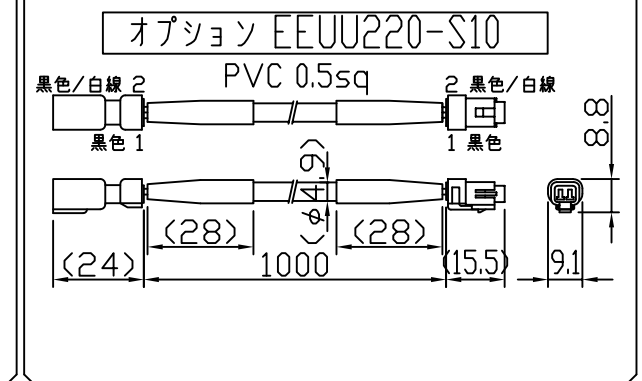 オプション EEUU220-S10
PVC 0.5sq
黒色/白線 2
2 黒色/白線
黒色 1
1 黒色
8.8
(φ4.9)
(28)
(28)
(24)
1000
(15.5)
9.1